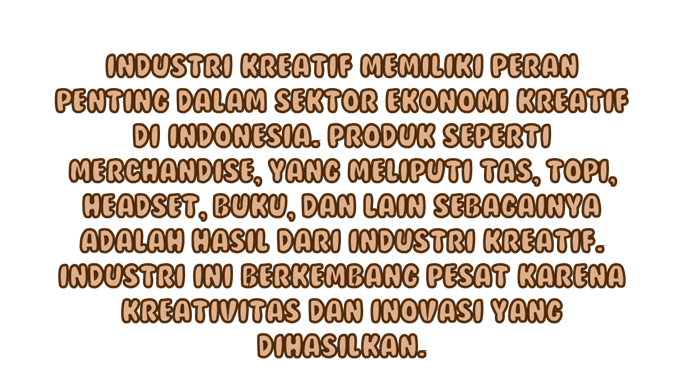 INDUSTRI KREATIF MEMILIKI PERAN
PENTING DALAM SEKTOR EKONOMI KREATIF
DI INDONESIA. PRODUK SEPERTI
MERCHANDISE, YANG MELIPUTI TAS, TOPI,
HEADSET, BUKU, DAN LAIN SEBAGAINYA
ADALAH HASIL DARI INDUSTRI KREATIF.
INDUSTRI INI BERKEMBANG PESAT KARENA
KREATIVITAS DAN INOVASI YANG
DIHASILKAN.